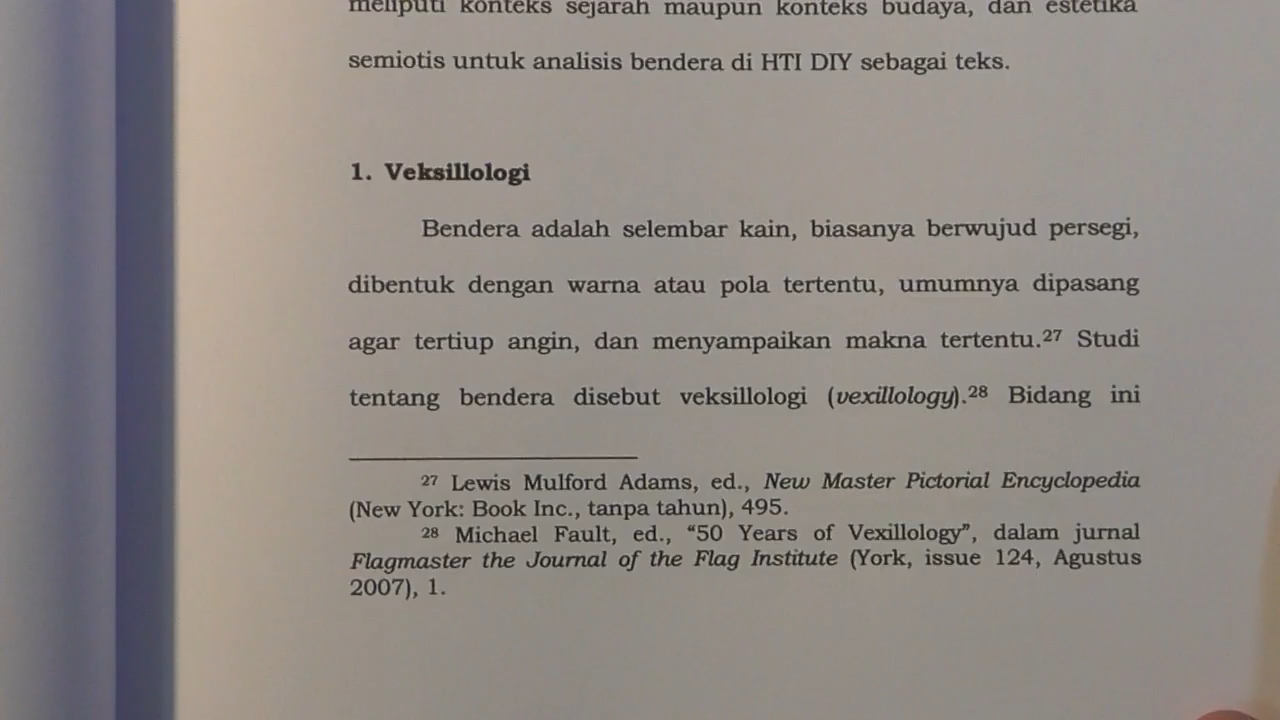 meliputi konteks sejarah maupun konteks budaya, dan estetika
semiotis untuk analisis bendera di HTI DIY sebagai teks.
1. Veksillologi
Bendera adalah selembar kain, biasanya berwujud persegi,
dibentuk dengan warna atau pola tertentu, umumnya dipasang
agar tertiup angin, dan menyampaikan makna tertentu.²⁷ Studi
tentang bendera disebut veksillologi (vexillology).²⁸ Bidang ini
²⁷ Lewis Mulford Adams, ed., New Master Pictorial Encyclopedia
(New York: Book Inc., tanpa tahun), 495.
²⁸ Michael Fault, ed., “50 Years of Vexillology”, dalam jurnal
Flagmaster the Journal of the Flag Institute (York, issue 124, Agustus
2007), 1.